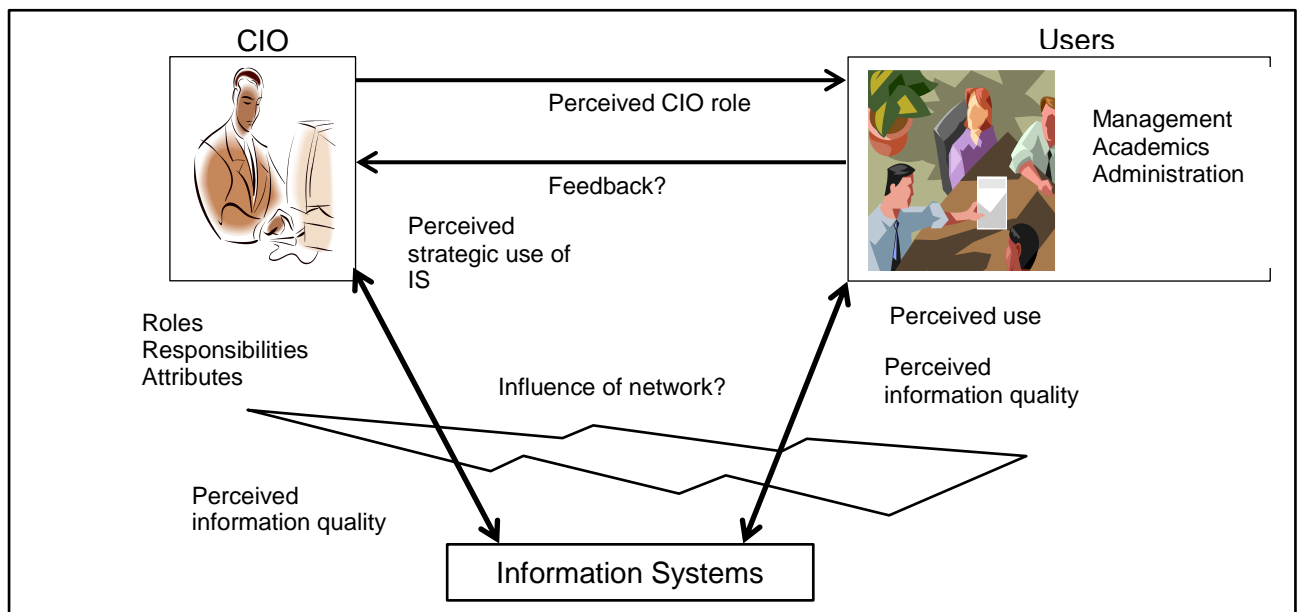 CIO
Users
Perceived CIO role
Management
Academics
Administration
Feedback?
Perceived
strategic use of
IS
Roles
Responsibilities
Attributes
Perceived use
Perceived
information quality
Influence of network?
Perceived
information quality
Information Systems